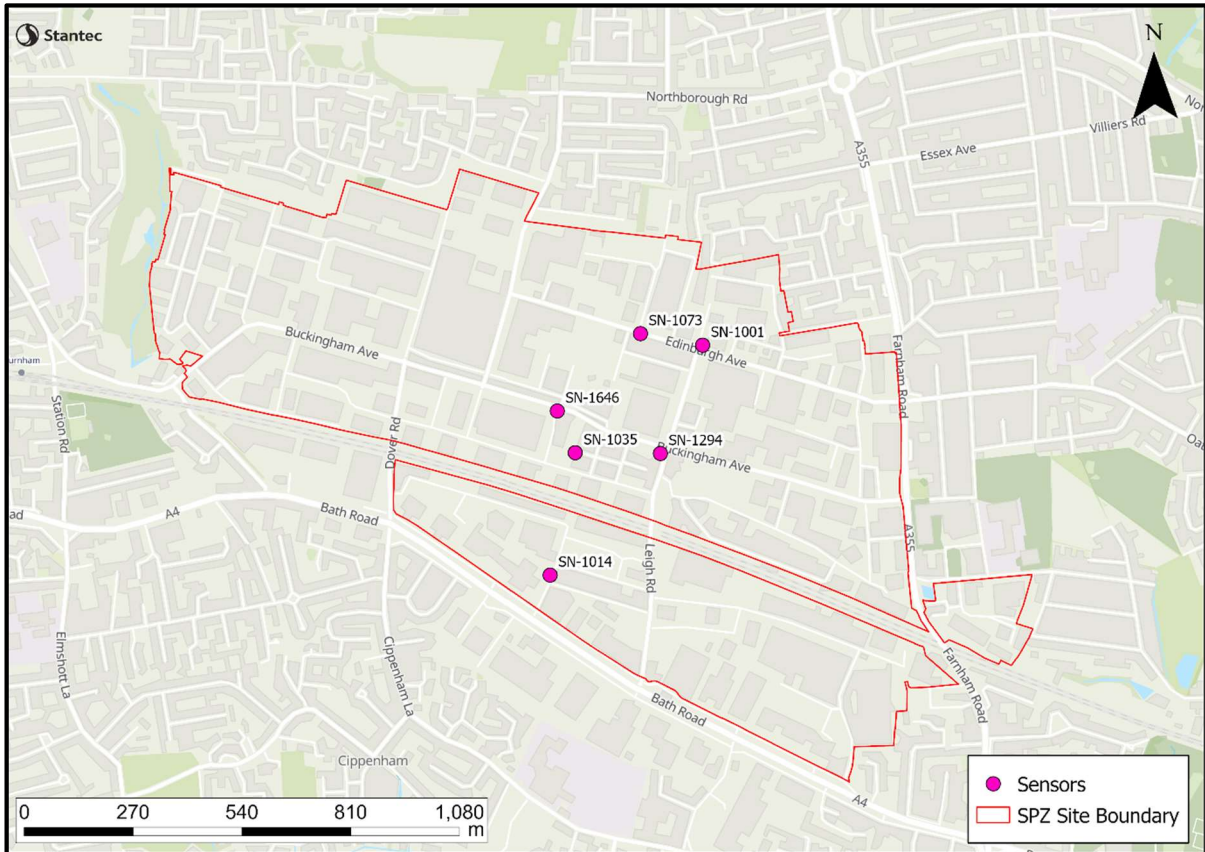 Stantec
N
Northborough Rd
Villiers Rd
Essex Ave
A355
SN-1073
SN-1001
Edinburgh Ave
Buckingham Ave
Farnham Road
SN-1646
Station Rd
SN-1035
SN-1294
Buckingham Ave
Dover Rd
A4
Bath Road
A355
Leigh Rd
SN-1014
Elmshott La
Cippenham La
Farnham Road
Bath Road
Cippenham
A4
Sensors
SPZ Site Boundary
0 270 540 810 1,080
m